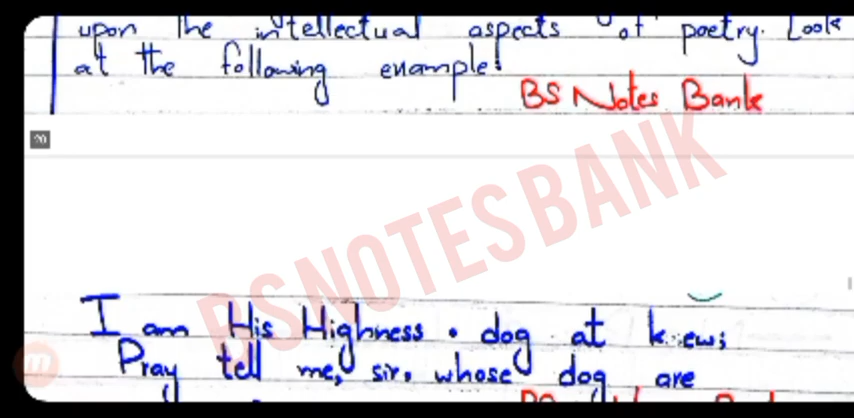 upon the intellectual aspects of poetry. Look
at the following example!
BS Notes Bank
20
BSNOTESBANK
I am His Highness. dog at kew;
Pray tell me, sir, whose dog are